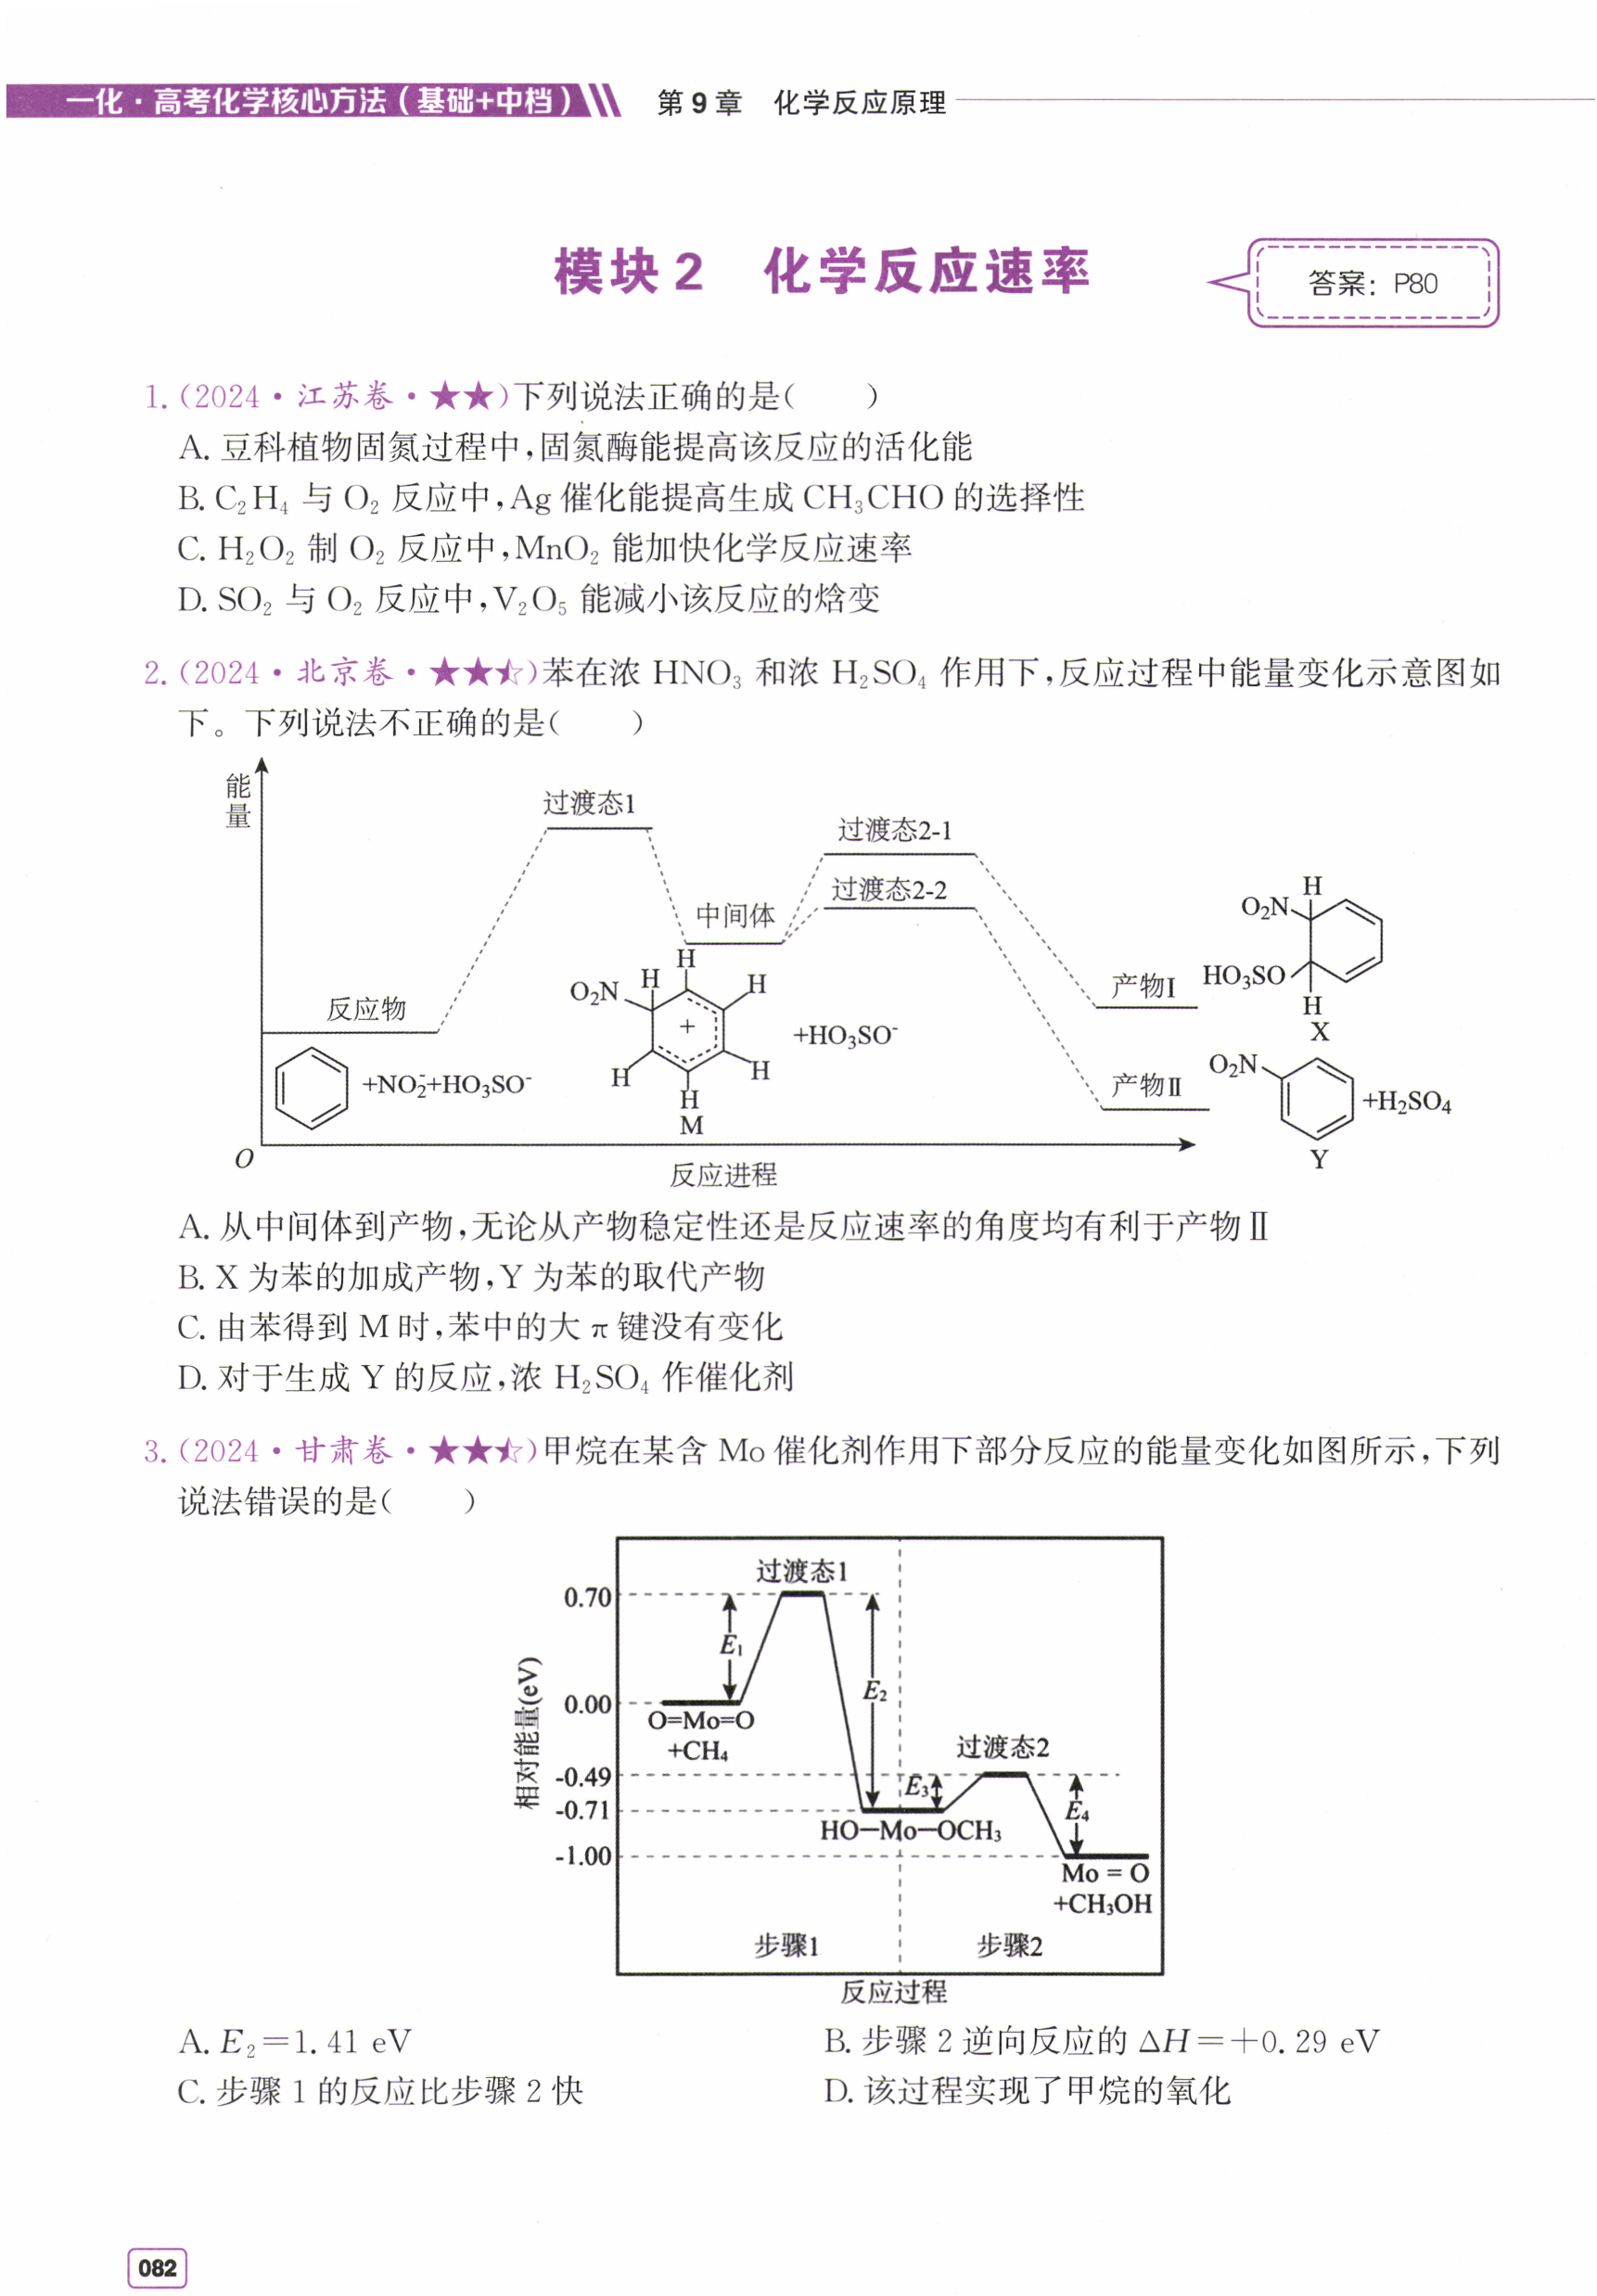 一化·高考化学核心方法(基础+中档) 第9章 化学反应原理
模块2 化学反应速率
答案：P80
1.(2024·江苏卷·★★)下列说法正确的是( )
A. 豆科植物固氮过程中,固氮酶能提高该反应的活化能
B. C₂H₄ 与 O₂ 反应中,Ag 催化能提高生成 CH₃CHO 的选择性
C. H₂O₂ 制 O₂ 反应中,MnO₂ 能加快化学反应速率
D. SO₂ 与 O₂ 反应中,V₂O₅ 能减小该反应的焓变
2.(2024·北京卷·★★⯪)苯在浓 HNO₃ 和浓 H₂SO₄ 作用下,反应过程中能量变化示意图如
下。下列说法不正确的是( )
能量
过渡态1
过渡态2-1
过渡态2-2
中间体
反应物
+NO₂⁻+HO₃SO⁻
O₂N
H
H
H
H
H
H
+
M
+HO₃SO⁻
产物Ⅰ
H
O₂N
HO₃SO
H
X
产物Ⅱ
O₂N
+H₂SO₄
Y
O
反应进程
A. 从中间体到产物,无论从产物稳定性还是反应速率的角度均有利于产物Ⅱ
B. X 为苯的加成产物,Y 为苯的取代产物
C. 由苯得到 M 时,苯中的大 π 键没有变化
D. 对于生成 Y 的反应,浓 H₂SO₄ 作催化剂
3.(2024·甘肃卷·★★⯪)甲烷在某含 Mo 催化剂作用下部分反应的能量变化如图所示,下列
说法错误的是( )
相对能量(eV)
过渡态1
0.70
E₁
E₂
0.00
O=Mo=O
+CH₄
过渡态2
-0.49
E₃
E₄
-0.71
HO—Mo—OCH₃
-1.00
Mo = O
+CH₃OH
步骤1 步骤2
反应过程
A. E₂=1.41 eV B. 步骤 2 逆向反应的 ΔH=+0.29 eV
C. 步骤 1 的反应比步骤 2 快 D. 该过程实现了甲烷的氧化
082